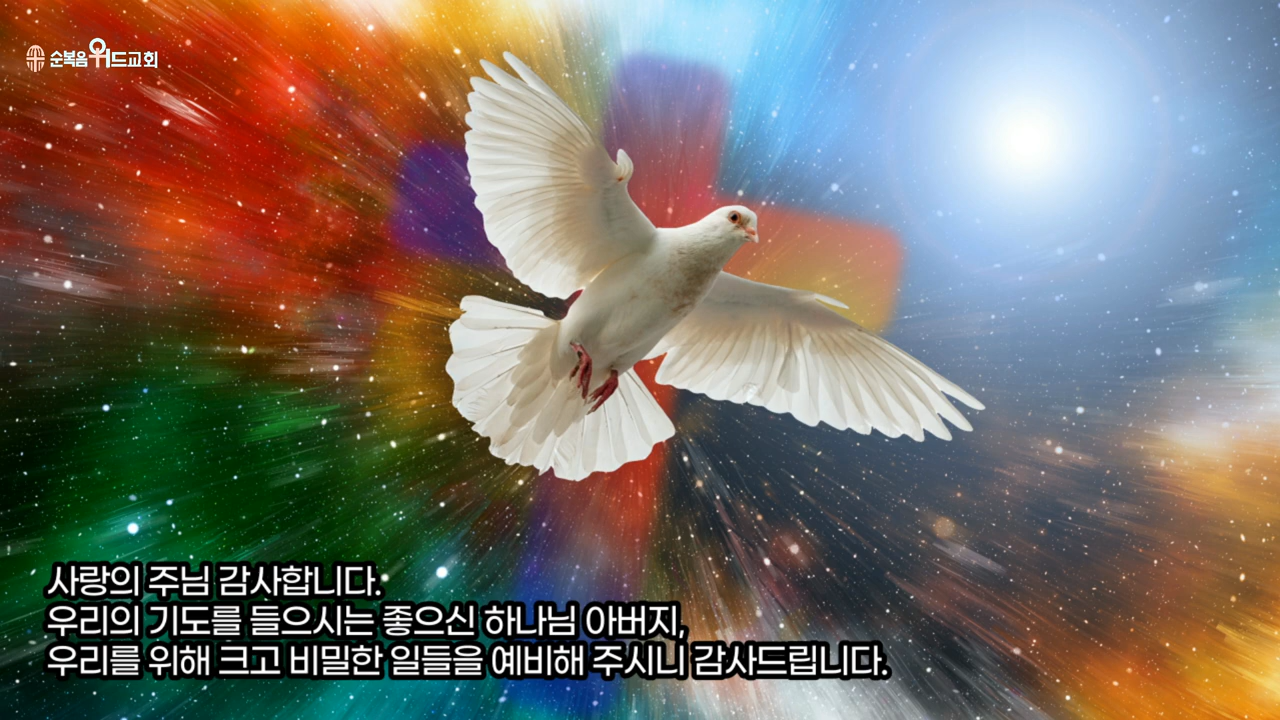 순복음워드교회
사랑의 주님 감사합니다.
우리의 기도를 들으시는 좋으신 하나님 아버지,
우리를 위해 크고 비밀한 일들을 예비해 주시니 감사드립니다.